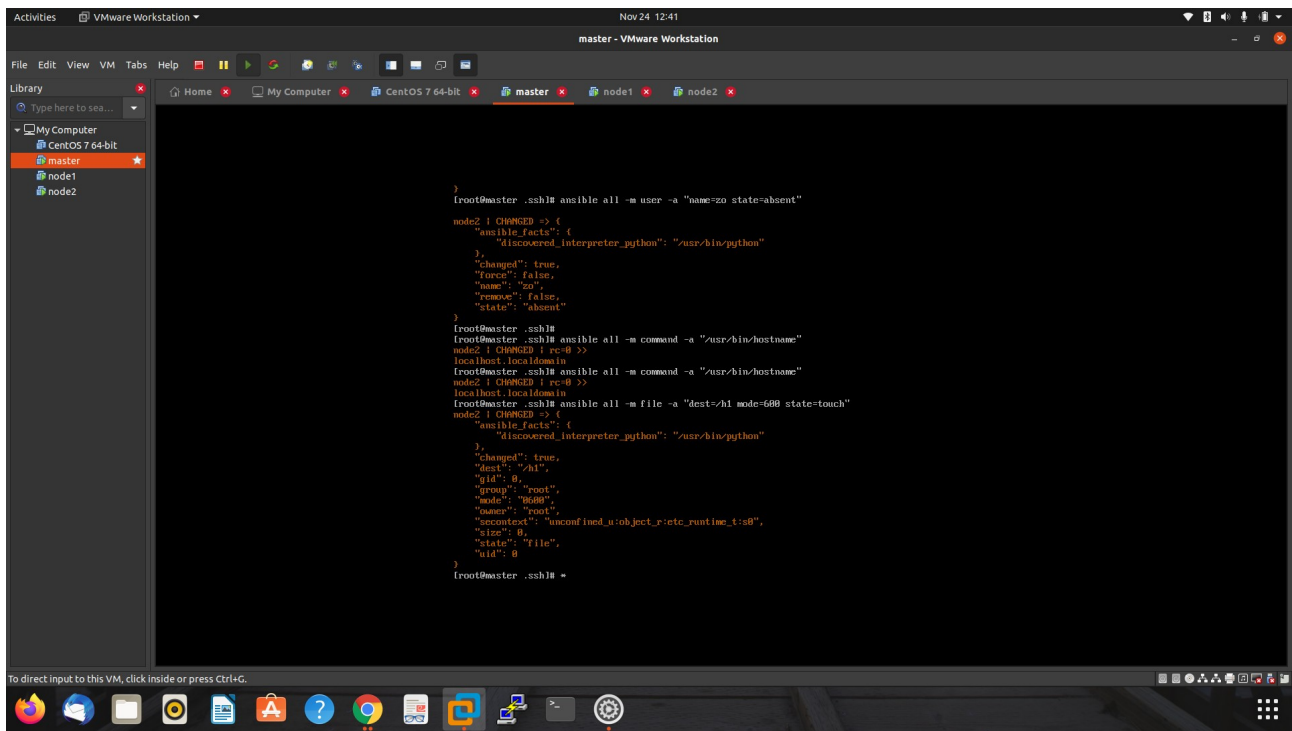 Activities
VMware Workstation
Nov 24 12:41
master - VMware Workstation
File Edit View VM Tabs Help
Library
Type here to sea...
My Computer
CentOS 7 64-bit
master
node1
node2
Home
My Computer
CentOS 7 64-bit
master
node1
node2
}
[root@master .ssh]# ansible all -m user -a "name=zo state=absent"
node2 | CHANGED => {
    "ansible_facts": {
        "discovered_interpreter_python": "/usr/bin/python"
    },
    "changed": true,
    "force": false,
    "name": "zo",
    "remove": false,
    "state": "absent"
}
[root@master .ssh]#
[root@master .ssh]# ansible all -m command -a "/usr/bin/hostname"
node2 | CHANGED | rc=0 >>
localhost.localdomain
[root@master .ssh]# ansible all -m command -a "/usr/bin/hostname"
node2 | CHANGED | rc=0 >>
localhost.localdomain
[root@master .ssh]# ansible all -m file -a "dest=/h1 mode=600 state=touch"
node2 | CHANGED => {
    "ansible_facts": {
        "discovered_interpreter_python": "/usr/bin/python"
    },
    "changed": true,
    "dest": "/h1",
    "gid": 0,
    "group": "root",
    "mode": "0600",
    "owner": "root",
    "secontext": "unconfined_u:object_r:etc_runtime_t:s0",
    "size": 0,
    "state": "file",
    "uid": 0
}
[root@master .ssh]# *
To direct input to this VM, click inside or press Ctrl+G.